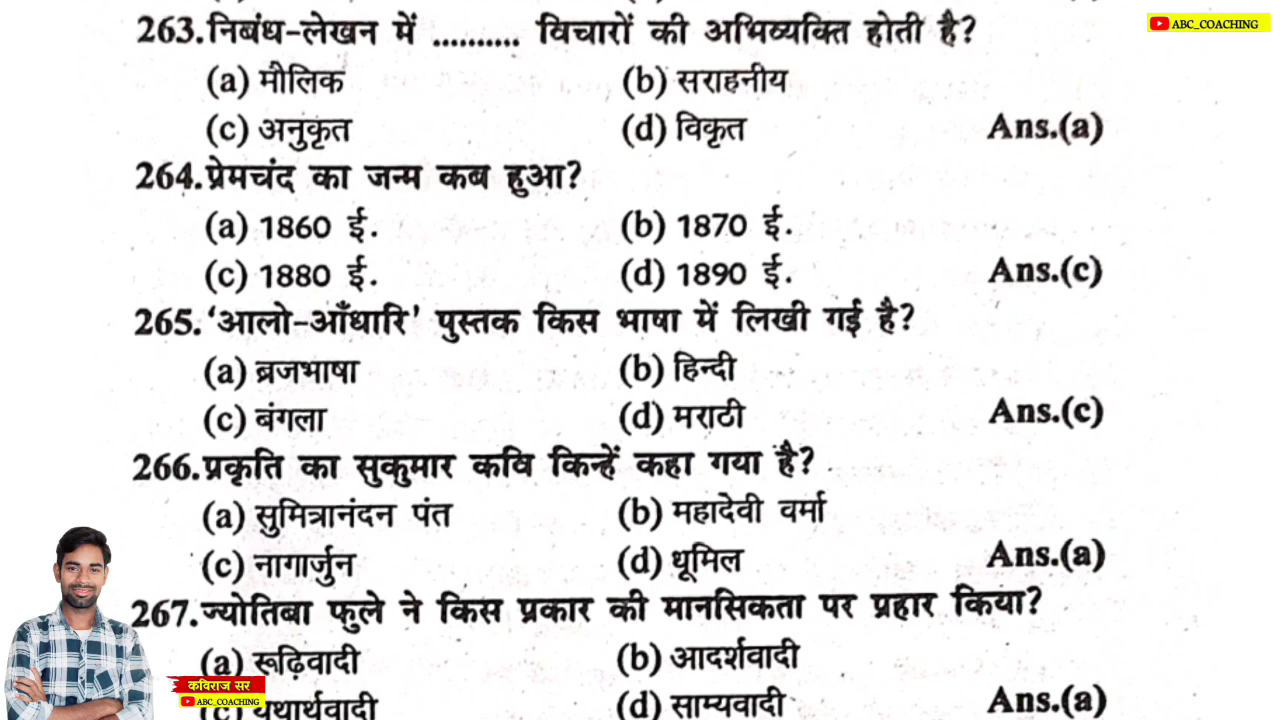 ABC_COACHING
263.निबंध-लेखन में .......... विचारों की अभिव्यक्ति होती है?
(a) मौलिक (b) सराहनीय
(c) अनुकृत (d) विकृत Ans.(a)
264.प्रेमचंद का जन्म कब हुआ?
(a) 1860 ई. (b) 1870 ई.
(c) 1880 ई. (d) 1890 ई. Ans.(c)
265.'आलो-आँधारि' पुस्तक किस भाषा में लिखी गई है?
(a) ब्रजभाषा (b) हिन्दी
(c) बंगला (d) मराठी Ans.(c)
266.प्रकृति का सुकुमार कवि किन्हें कहा गया है?
(a) सुमित्रानंदन पंत (b) महादेवी वर्मा
(c) नागार्जुन (d) धूमिल Ans.(a)
267.ज्योतिबा फुले ने किस प्रकार की मानसिकता पर प्रहार किया?
(a) रूढ़िवादी (b) आदर्शवादी
(c) यथार्थवादी (d) साम्यवादी Ans.(a)
कविराज सर
ABC_COACHING